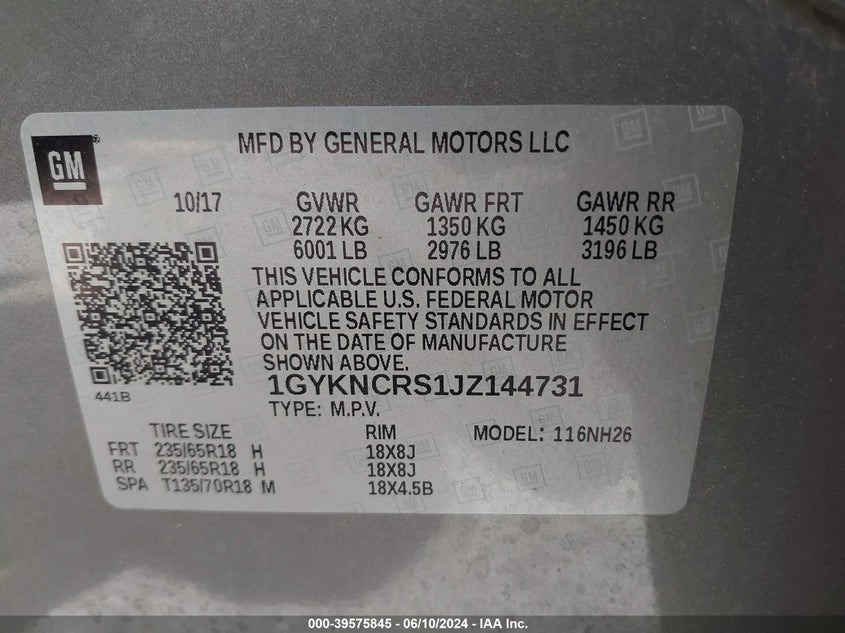 MFD BY GENERAL MOTORS LLC
GM
10/17 GVWR GAWR FRT GAWR RR
2722 KG 1350 KG 1450 KG
6001 LB 2976 LB 3196 LB
THIS VEHICLE CONFORMS TO ALL
APPLICABLE U.S. FEDERAL MOTOR
VEHICLE SAFETY STANDARDS IN EFFECT
ON THE DATE OF MANUFACTURE
SHOWN ABOVE.
441B
1GYKNCRS1JZ144731
TYPE: M.P.V.
TIRE SIZE RIM MODEL: 116NH26
FRT 235/65R18 H 18X8J
RR 235/65R18 H 18X8J
SPA T135/70R18 M 18X4.5B
000-39575845 - 06/10/2024 - IAA Inc.